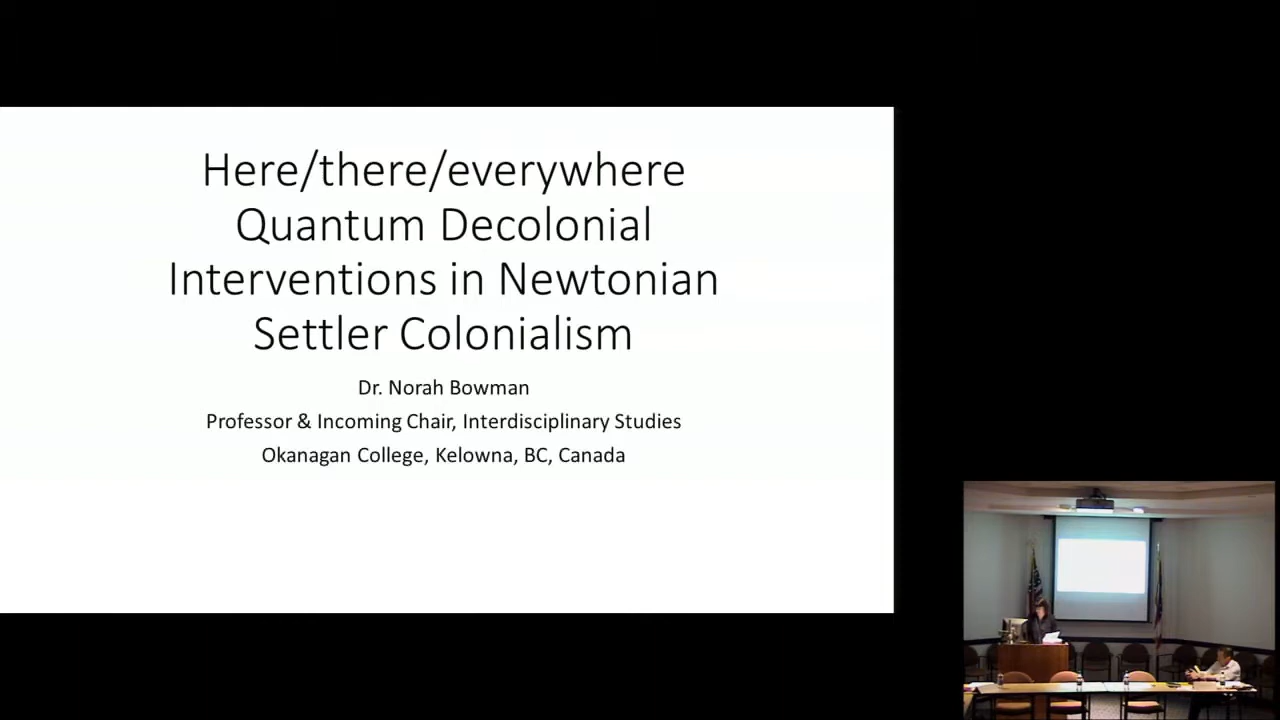 Here/there/everywhere
Quantum Decolonial
Interventions in Newtonian
Settler Colonialism
Dr. Norah Bowman
Professor & Incoming Chair, Interdisciplinary Studies
Okanagan College, Kelowna, BC, Canada